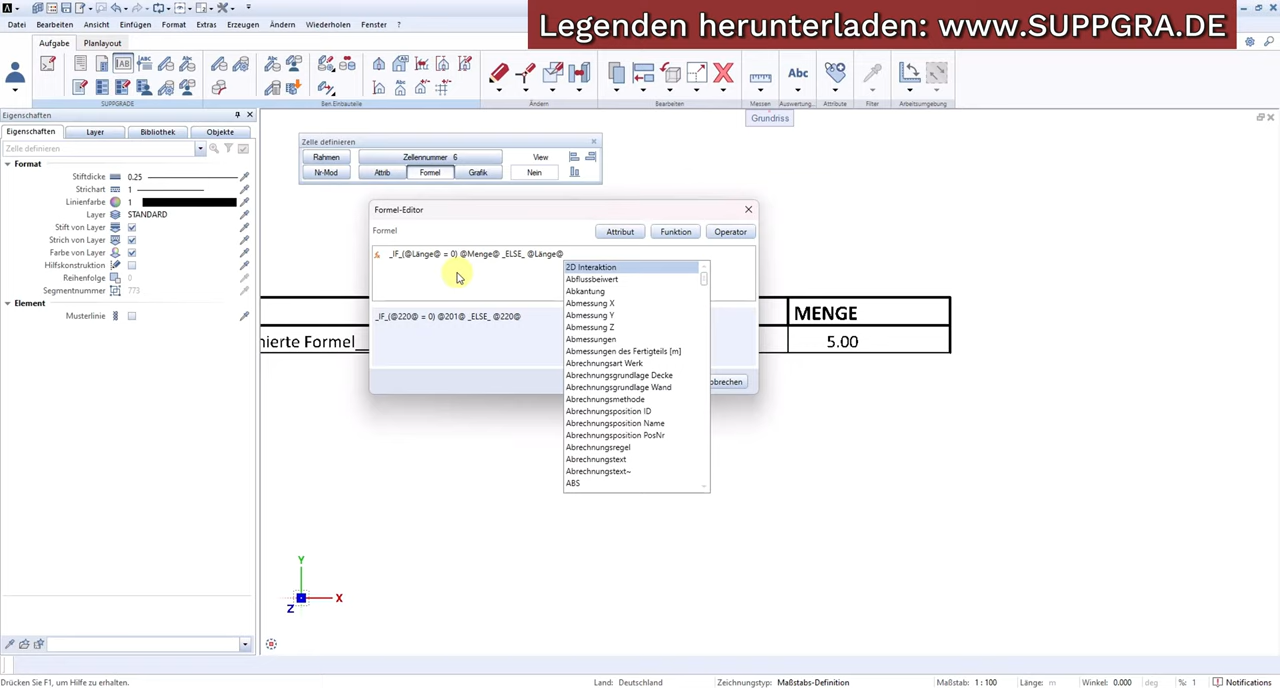 Legenden herunterladen: www.SUPPGRA.DE
Datei Bearbeiten Ansicht Einfügen Format Extras Erzeugen Ändern Wiederholen Fenster ?
Aufgabe Planlayout
Abc
SUPPGRADE Ben.Einbauteile Ändern Bearbeiten Messen Auswertung... Attribute Filter Arbeitsumgebung
Eigenschaften
Grundriss
Eigenschaften Layer Bibliothek Objekte
Zelle definieren
Format
Stiftdicke 0.25
Strichart 1
Linienfarbe 1
Layer STANDARD
Stift von Layer
Strich von Layer
Farbe von Layer
Hilfskonstruktion
Reihenfolge 0
Segmentnummer 773
Element
Musterlinie
Zelle definieren
Rahmen Zellennummer 6 View
Nr-Mod Attrib Formel Grafik Nein
Formel-Editor
Formel Attribut Funktion Operator
_IF_(@Länge@ = 0) @Menge@ _ELSE_ @Länge@
_IF_(@220@ = 0) @201@ _ELSE_ @220@
2D Interaktion
Abflussbeiwert
Abkantung
Abmessung X
Abmessung Y
Abmessung Z
Abmessungen
Abmessungen des Fertigteils [m]
Abrechnungsart Werk
Abrechnungsgrundlage Decke
Abrechnungsgrundlage Wand
Abrechnungsmethode
Abrechnungsposition ID
Abrechnungsposition Name
Abrechnungsposition PosNr
Abrechnungsregel
Abrechnungstext
Abrechnungstext~
ABS
bbrechen
MENGE
nierte Formel_ 5.00
Y
X
Z
Drücken Sie F1, um Hilfe zu erhalten. Land: Deutschland Zeichnungstyp: Maßstabs-Definition Maßstab: 1 : 100 Länge: m Winkel: 0.000 deg %: 1 Notifications